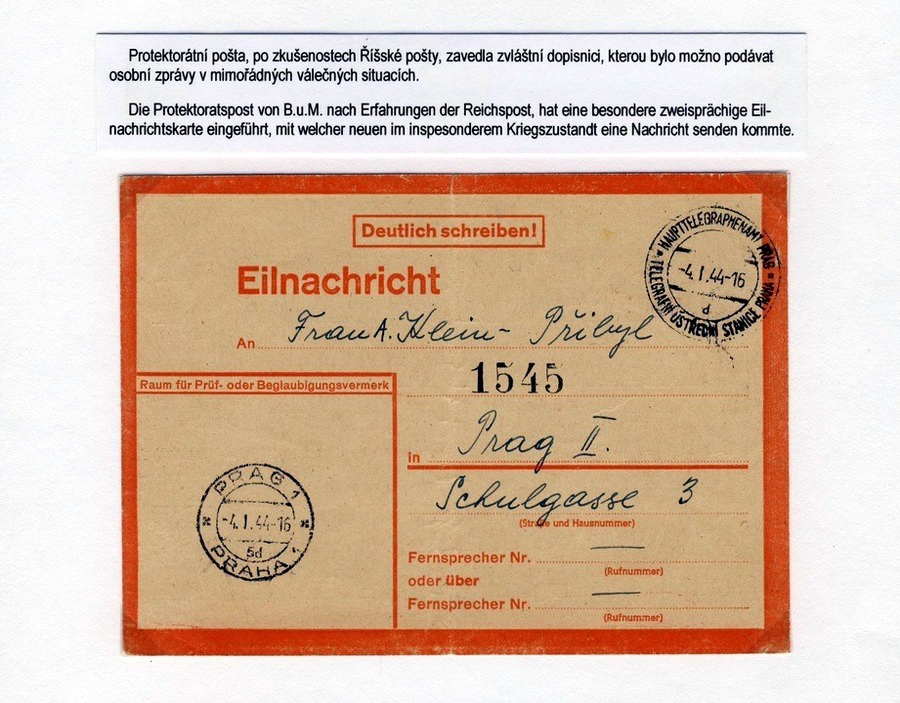 Protektorátní pošta, po zkušenostech Říšské pošty, zavedla zvláštní dopisnici, kterou bylo možno podávat
osobní zprávy v mimořádných válečných situacích.
Die Protektoratspost von B.u.M. nach Erfahrungen der Reichspost, hat eine besondere zweisprächige Eil-
nachrichtskarte eingeführt, mit welcher neuen im inspesonderem Kriegszustandt eine Nachricht senden kommte.
Deutlich schreiben!
HAUPTTELEGRAPHENAMT PRAG
-4.I.44-16
d
TELEGRAFNÍ ÚSTŘEDNÍ STANICE PRAHA
Eilnachricht
An Frau A. Klein- Přibyl
1545
Raum für Prüf- oder Beglaubigungsvermerk
in Prag II.
Schulgasse 3
(Straße und Hausnummer)
PRAG 1
-4.I.44-16
5d
PRAHA 1
Fernsprecher Nr. —
(Rufnummer)
oder über
Fernsprecher Nr. —
(Rufnummer)